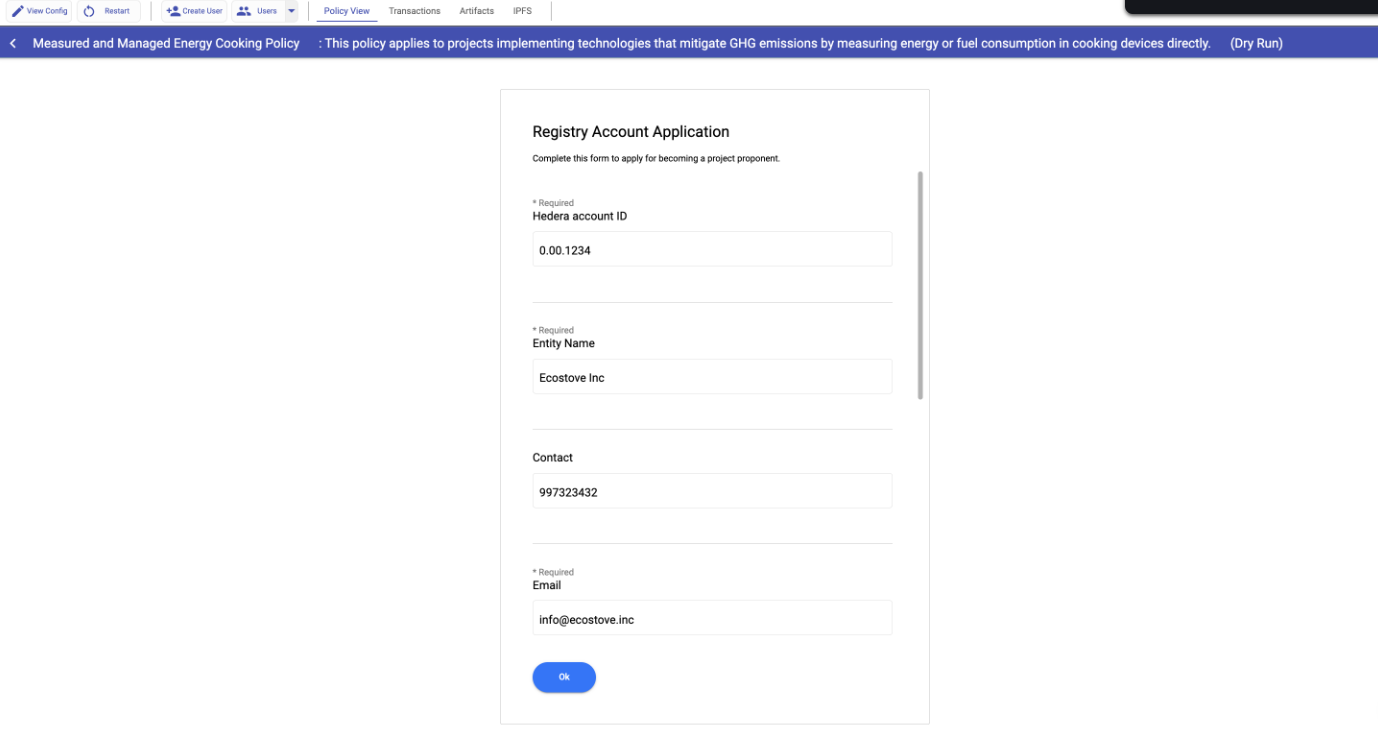 View Config Restart Create User Users Policy View Transactions Artifacts IPFS
Measured and Managed Energy Cooking Policy : This policy applies to projects implementing technologies that mitigate GHG emissions by measuring energy or fuel consumption in cooking devices directly. (Dry Run)
Registry Account Application
Complete this form to apply for becoming a project proponent.
* Required
Hedera account ID
0.00.1234
* Required
Entity Name
Ecostove Inc
Contact
997323432
* Required
Email
info@ecostove.inc
Ok